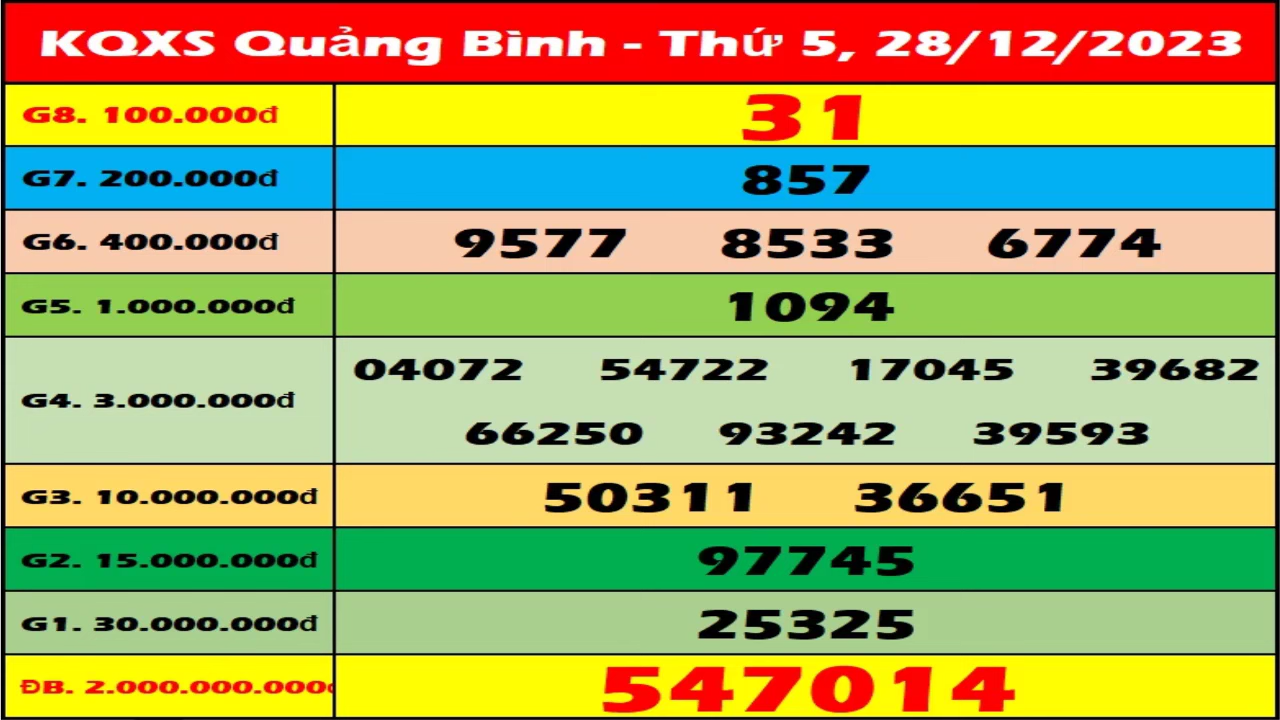 KQXS Quảng Bình - Thứ 5, 28/12/2023
G8. 100.000đ 31
G7. 200.000đ 857
G6. 400.000đ 9577 8533 6774
G5. 1.000.000đ 1094
G4. 3.000.000đ
04072 54722 17045 39682
66250 93242 39593
G3. 10.000.000đ 50311 36651
G2. 15.000.000đ 97745
G1. 30.000.000đ 25325
ĐB. 2.000.000.000đ 547014